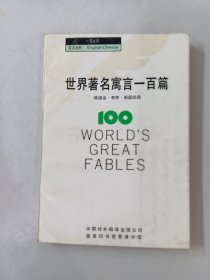 英汉对照 English-Chinese
世界著名寓言一百篇
100
WORLD'S
GREAT
FABLES
中国对外翻译出版公司
商务印书馆香港分馆